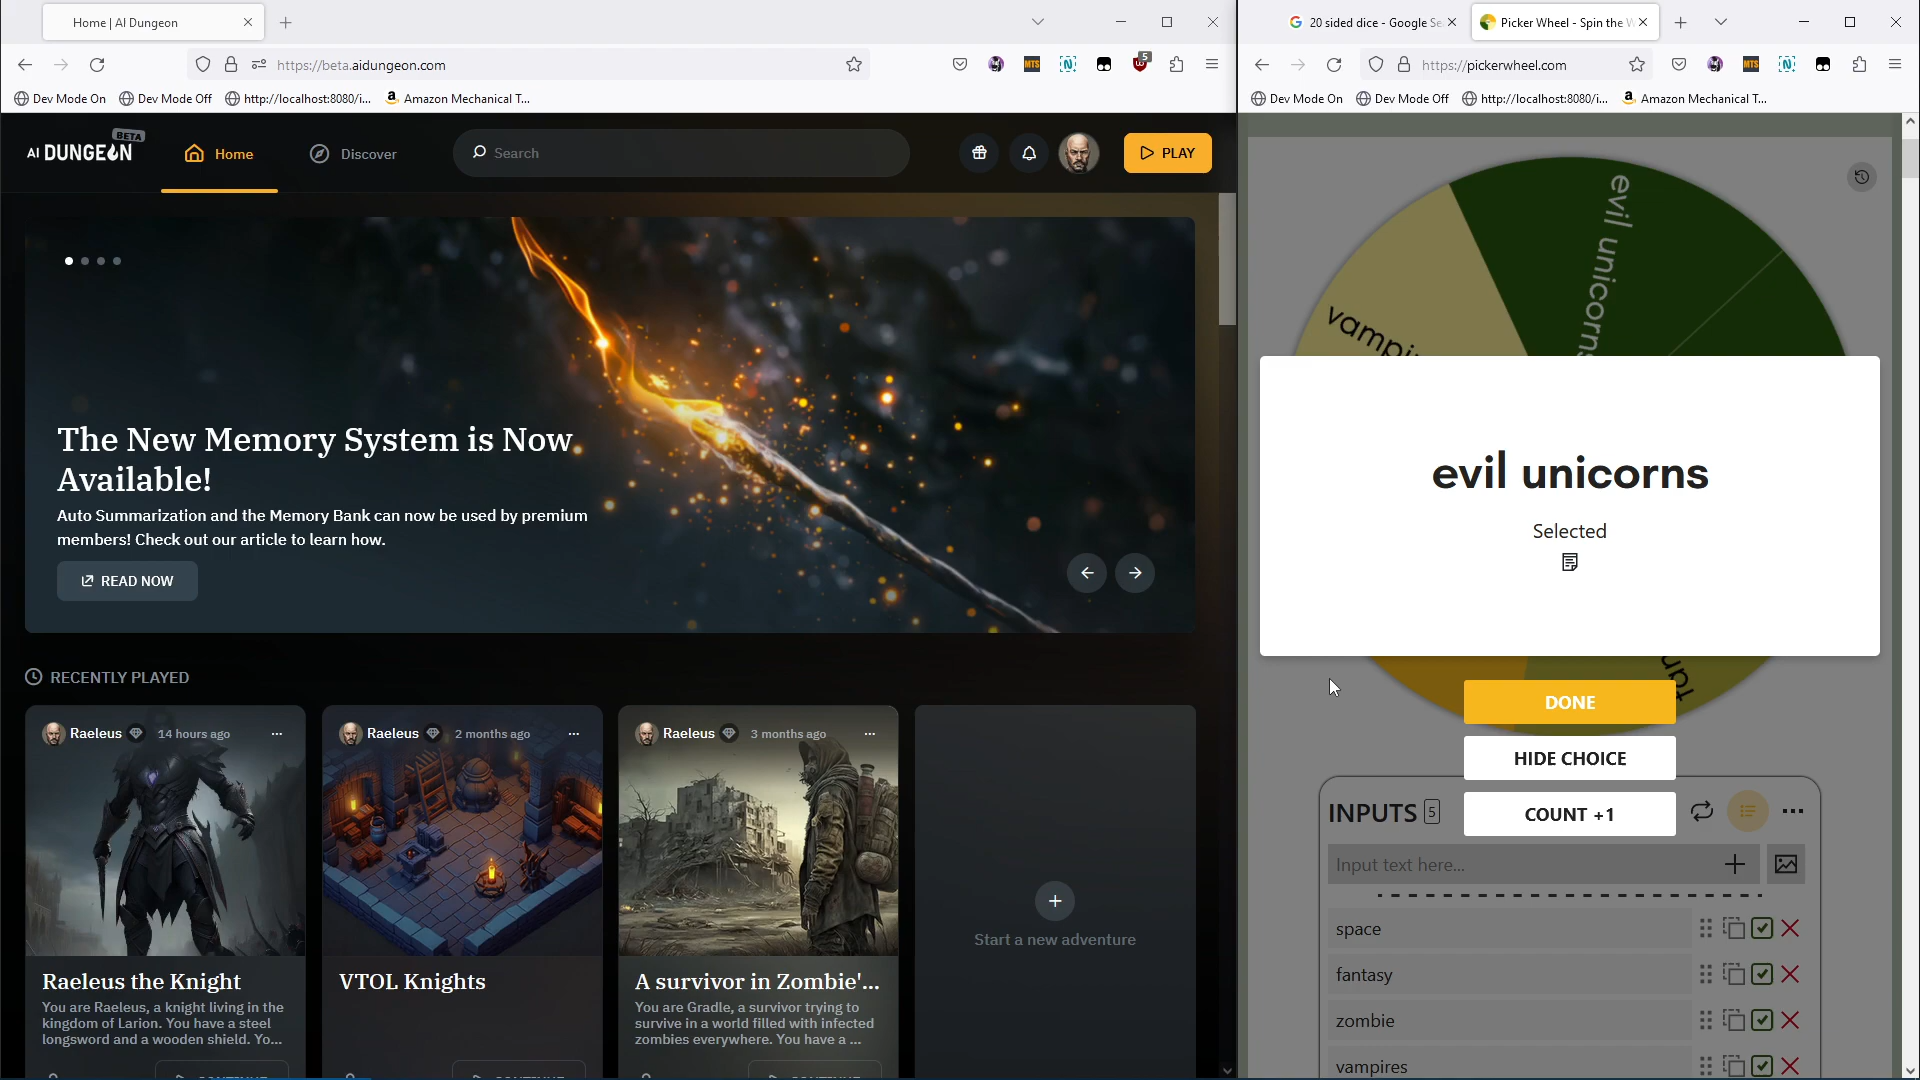 Home | AI Dungeon
https://beta.aidungeon.com
Dev Mode On
Dev Mode Off
http://localhost:8080/i...
Amazon Mechanical T...
AI DUNGEON
BETA
Home
Discover
Search
PLAY
The New Memory System is Now
Available!
Auto Summarization and the Memory Bank can now be used by premium
members! Check out our article to learn how.
READ NOW
RECENTLY PLAYED
Raeleus
14 hours ago
Raeleus the Knight
You are Raeleus, a knight living in the
kingdom of Larion. You have a steel
longsword and a wooden shield. Yo...
Raeleus
2 months ago
VTOL Knights
Raeleus
3 months ago
A survivor in Zombie'...
You are Gradle, a survivor trying to
survive in a world filled with infected
zombies everywhere. You have a ...
Start a new adventure
20 sided dice - Google Se
Picker Wheel - Spin the W
https://pickerwheel.com
Dev Mode On
Dev Mode Off
http://localhost:8080/i...
Amazon Mechanical T...
MTS
MTS
5
evil unicorns
evil unicorns
Selected
DONE
HIDE CHOICE
COUNT +1
INPUTS 5
Input text here...
space
fantasy
zombie
vampires